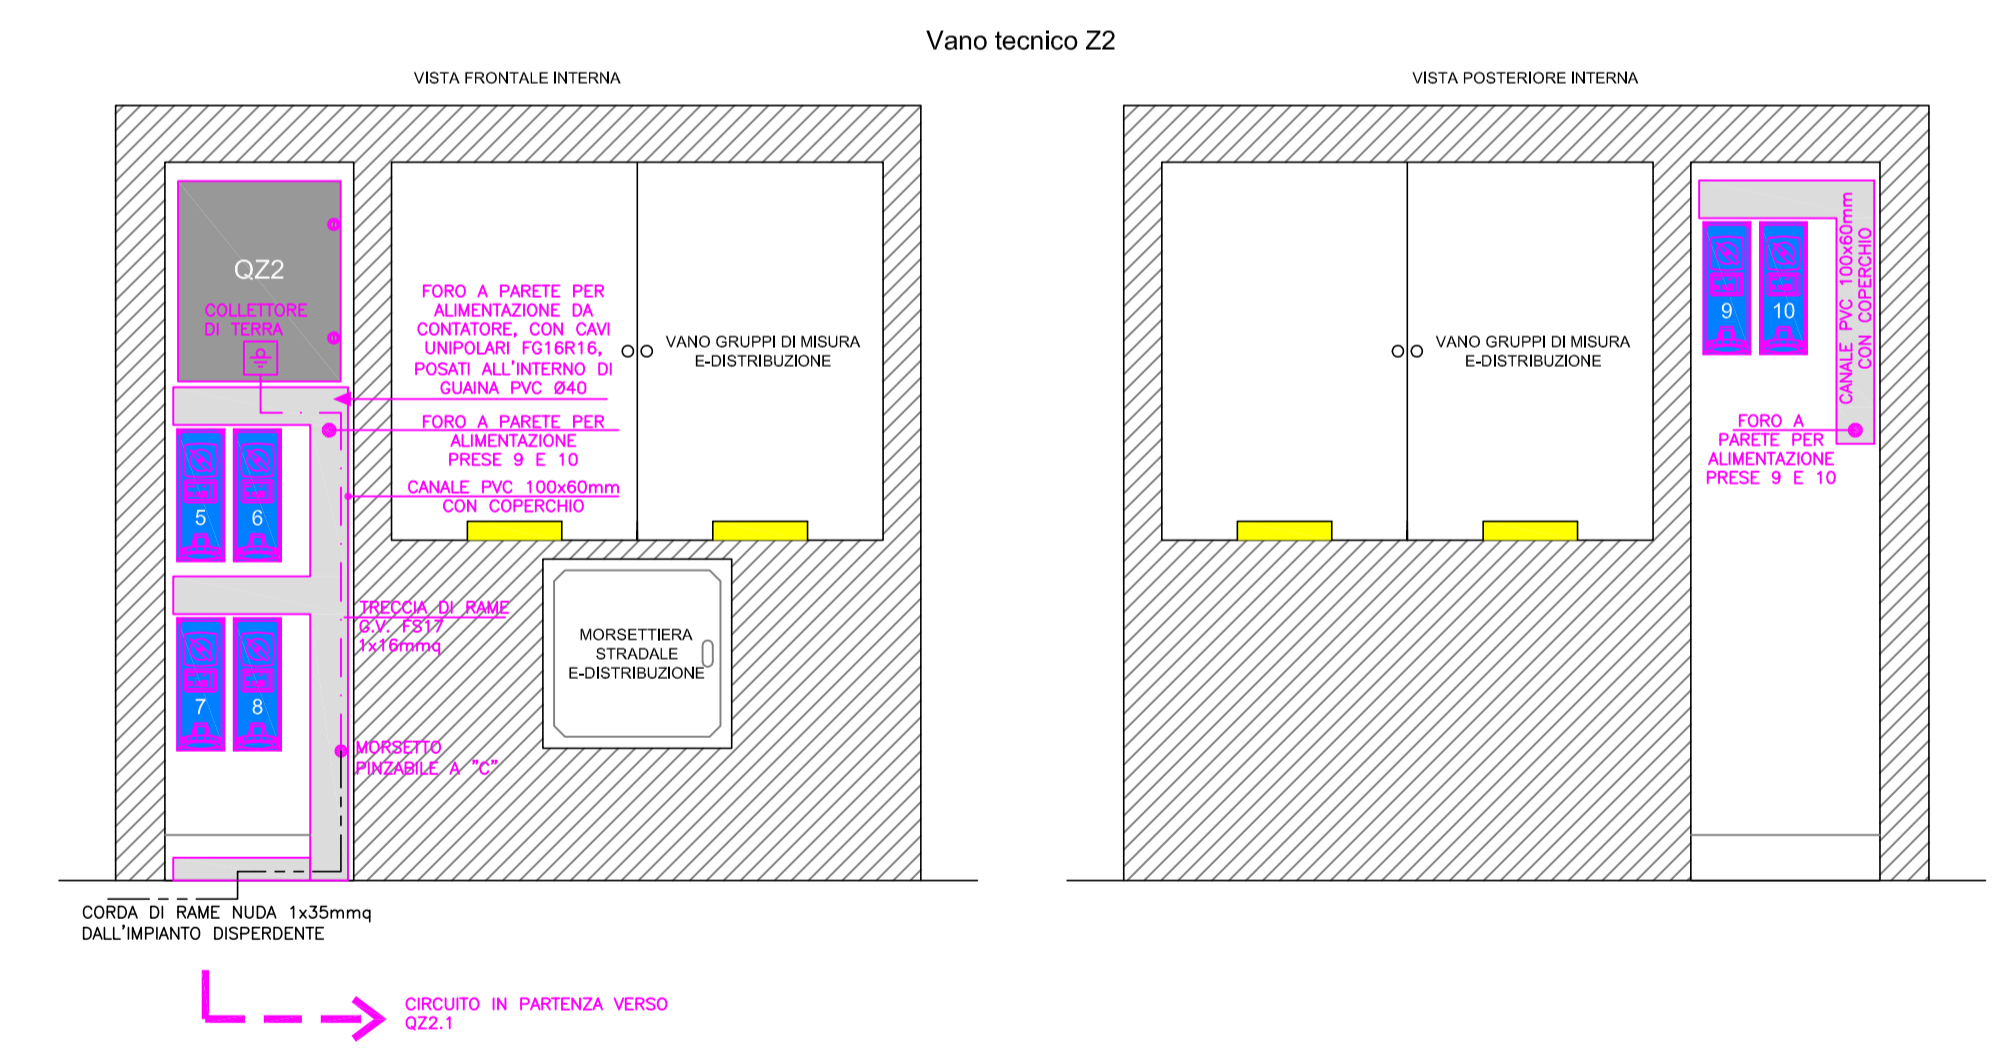 Vano tecnico Z2
VISTA FRONTALE INTERNA
QZ2
COLLETTORE
DI TERRA
FORO A PARETE PER
ALIMENTAZIONE DA
CONTATORE, CON CAVI
UNIPOLARI FG16R16,
POSATI ALL'INTERNO DI
GUAINA PVC Ø40
VANO GRUPPI DI MISURA
E-DISTRIBUZIONE
FORO A PARETE PER
ALIMENTAZIONE
PRESE 9 E 10
CANALE PVC 100x60mm
CON COPERCHIO
5
6
TRECCIA DI RAME
G.V. FS17
1x16mmq
MORSETTIERA
STRADALE
E-DISTRIBUZIONE
7
8
MORSETTO
PINZABILE A "C"
CORDA DI RAME NUDA 1x35mmq
DALL'IMPIANTO DISPERDENTE
CIRCUITO IN PARTENZA VERSO
QZ2.1
VISTA POSTERIORE INTERNA
VANO GRUPPI DI MISURA
E-DISTRIBUZIONE
9
10
CANALE PVC 100x60mm
CON COPERCHIO
FORO A
PARETE PER
ALIMENTAZIONE
PRESE 9 E 10